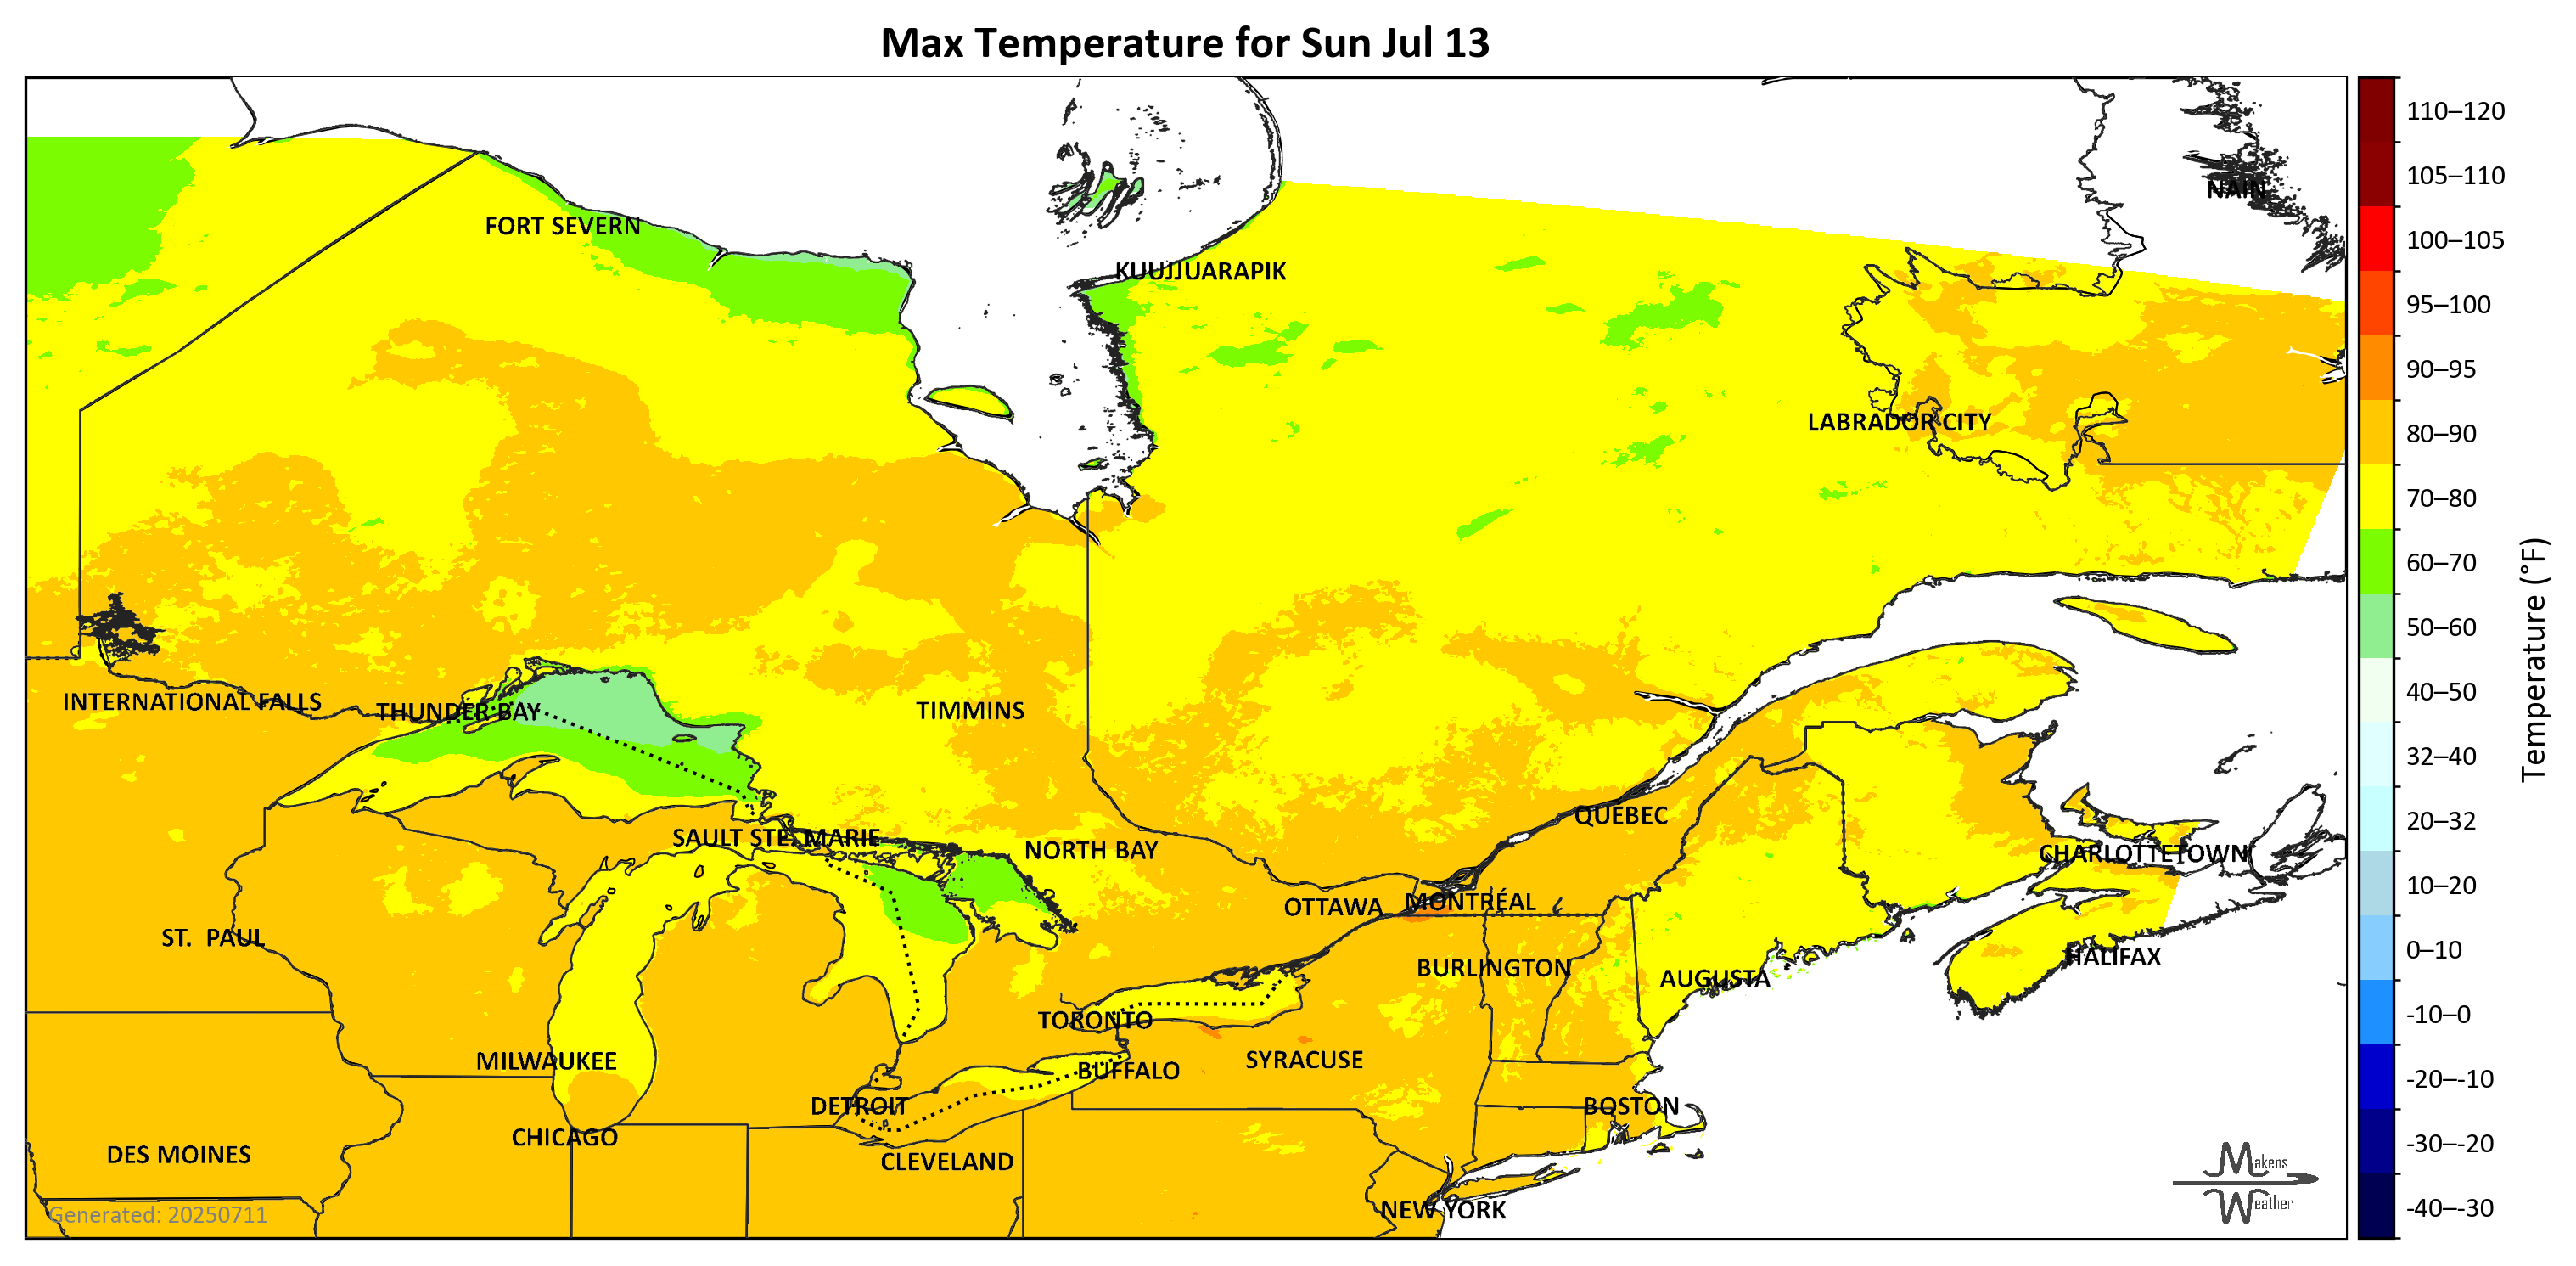 Max Temperature for Sun Jul 13
110–120
105–110
NAIN
FORT SEVERN
100–105
KUUJJUARAPIK
95–100
90–95
LABRADOR CITY
80–90
70–80
60–70
50–60
Temperature (°F)
40–50
INTERNATIONAL FALLS
THUNDER BAY
TIMMINS
32–40
QUÉBEC
20–32
SAULT STE. MARIE
NORTH BAY
CHARLOTTETOWN
10–20
OTTAWA
MONTRÉAL
ST. PAUL
0–10
HALIFAX
BURLINGTON
AUGUSTA
-10–0
TORONTO
MILWAUKEE
SYRACUSE
BUFFALO
-20–-10
DETROIT
BOSTON
CHICAGO
-30–-20
DES MOINES
CLEVELAND
Makens
Weather
-40–-30
NEW YORK
Generated: 20250711